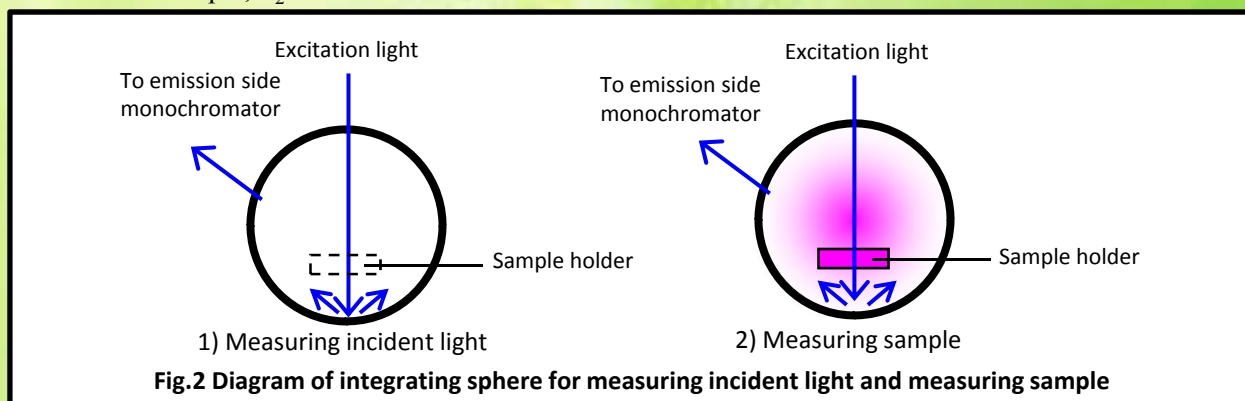 Excitation light
To emission side
monochromator
Sample holder
1) Measuring incident light
Excitation light
To emission side
monochromator
Sample holder
2) Measuring sample
Fig.2 Diagram of integrating sphere for measuring incident light and measuring sample